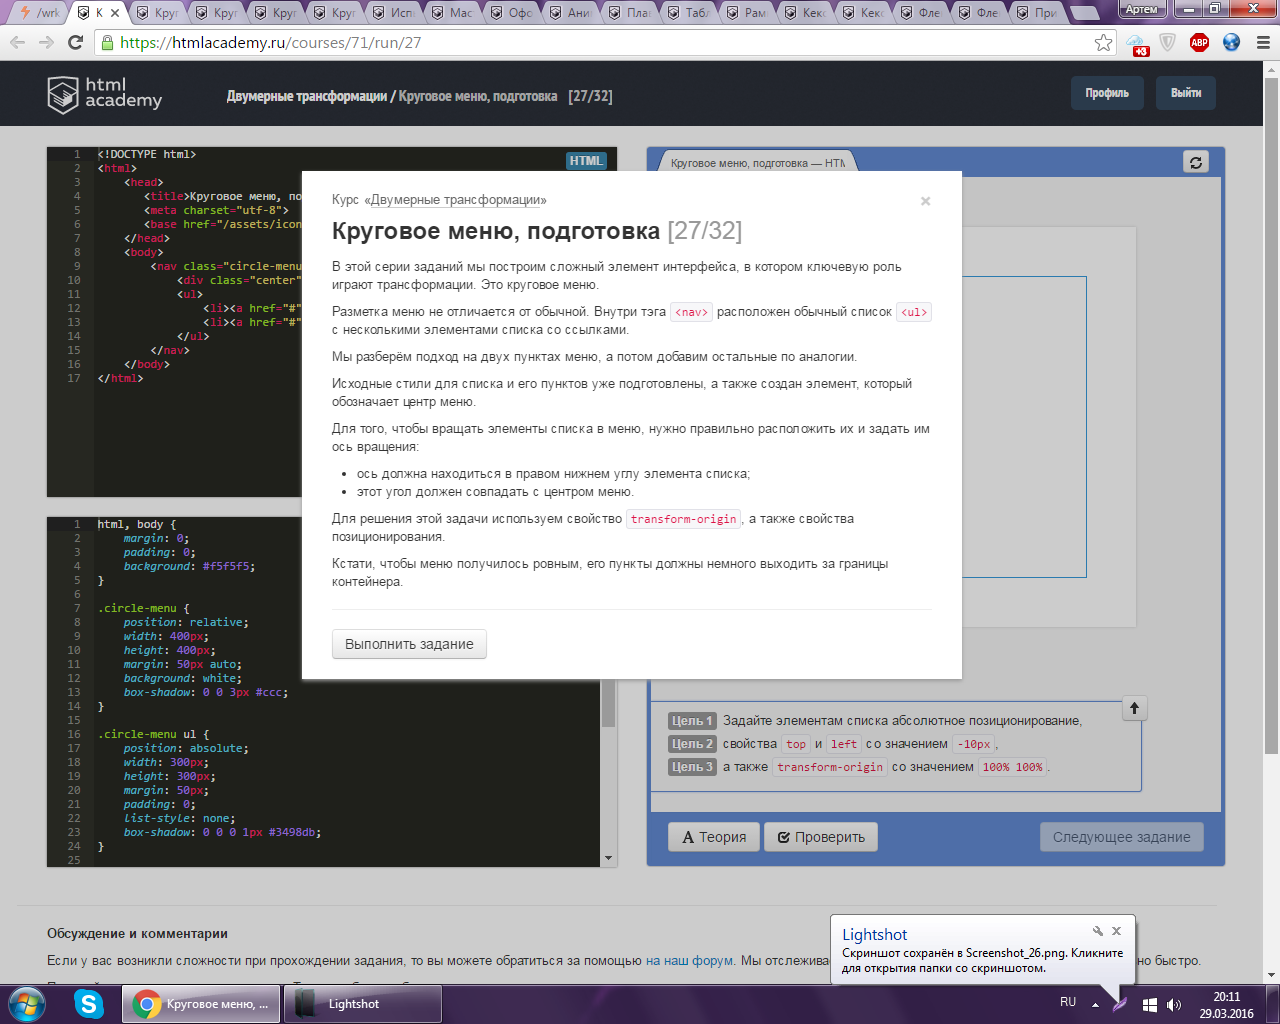 /wrk
К
Круг
Круг
Круг
Круг
Испо
Маст
Офо
Ани
План
Табл
Рам
Кекс
Кекс
Фле
Фле
При
Артем
https://htmlacademy.ru/courses/71/run/27
+3
ABP
html academy
Двумерные трансформации / Круговое меню, подготовка [27/32]
Профиль
Выйти
HTML
1 <!DOCTYPE html>
2 <html>
3 <head>
4 <title>Круговое меню, по
5 <meta charset="utf-8">
6 <base href="/assets/icon
7 </head>
8 <body>
9 <nav class="circle-menu
10 <div class="center"
11 <ul>
12 <li><a href="#"
13 <li><a href="#"
14 </ul>
15 </nav>
16 </body>
17 </html>
Круговое меню, подготовка — HTM
Курс «Двумерные трансформации»
×
Круговое меню, подготовка [27/32]
В этой серии заданий мы построим сложный элемент интерфейса, в котором ключевую роль
играют трансформации. Это круговое меню.
Разметка меню не отличается от обычной. Внутри тэга <nav> расположен обычный список <ul>
с несколькими элементами списка со ссылками.
Мы разберём подход на двух пунктах меню, а потом добавим остальные по аналогии.
Исходные стили для списка и его пунктов уже подготовлены, а также создан элемент, который
обозначает центр меню.
Для того, чтобы вращать элементы списка в меню, нужно правильно расположить их и задать им
ось вращения:
• ось должна находиться в правом нижнем углу элемента списка;
• этот угол должен совпадать с центром меню.
Для решения этой задачи используем свойство transform-origin, а также свойства
позиционирования.
Кстати, чтобы меню получилось ровным, его пункты должны немного выходить за границы
контейнера.
Выполнить задание
1 html, body {
2 margin: 0;
3 padding: 0;
4 background: #f5f5f5;
5 }
6
7 .circle-menu {
8 position: relative;
9 width: 400px;
10 height: 400px;
11 margin: 50px auto;
12 background: white;
13 box-shadow: 0 0 3px #ccc;
14 }
15
16 .circle-menu ul {
17 position: absolute;
18 width: 300px;
19 height: 300px;
20 margin: 50px;
21 padding: 0;
22 list-style: none;
23 box-shadow: 0 0 0 1px #3498db;
24 }
25
Цель 1 Задайте элементам списка абсолютное позиционирование,
Цель 2 свойства top и left со значением -10px,
Цель 3 а также transform-origin со значением 100% 100%.
А Теория
Проверить
Следующее задание
Обсуждение и комментарии
Если у вас возникли сложности при прохождении задания, то вы можете обратиться за помощью на наш форум. Мы отслежива
но быстро.
Lightshot
Скриншот сохранён в Screenshot_26.png. Кликните
для открытия папки со скриншотом.
Круговое меню, ...
Lightshot
RU
20:11
29.03.2016